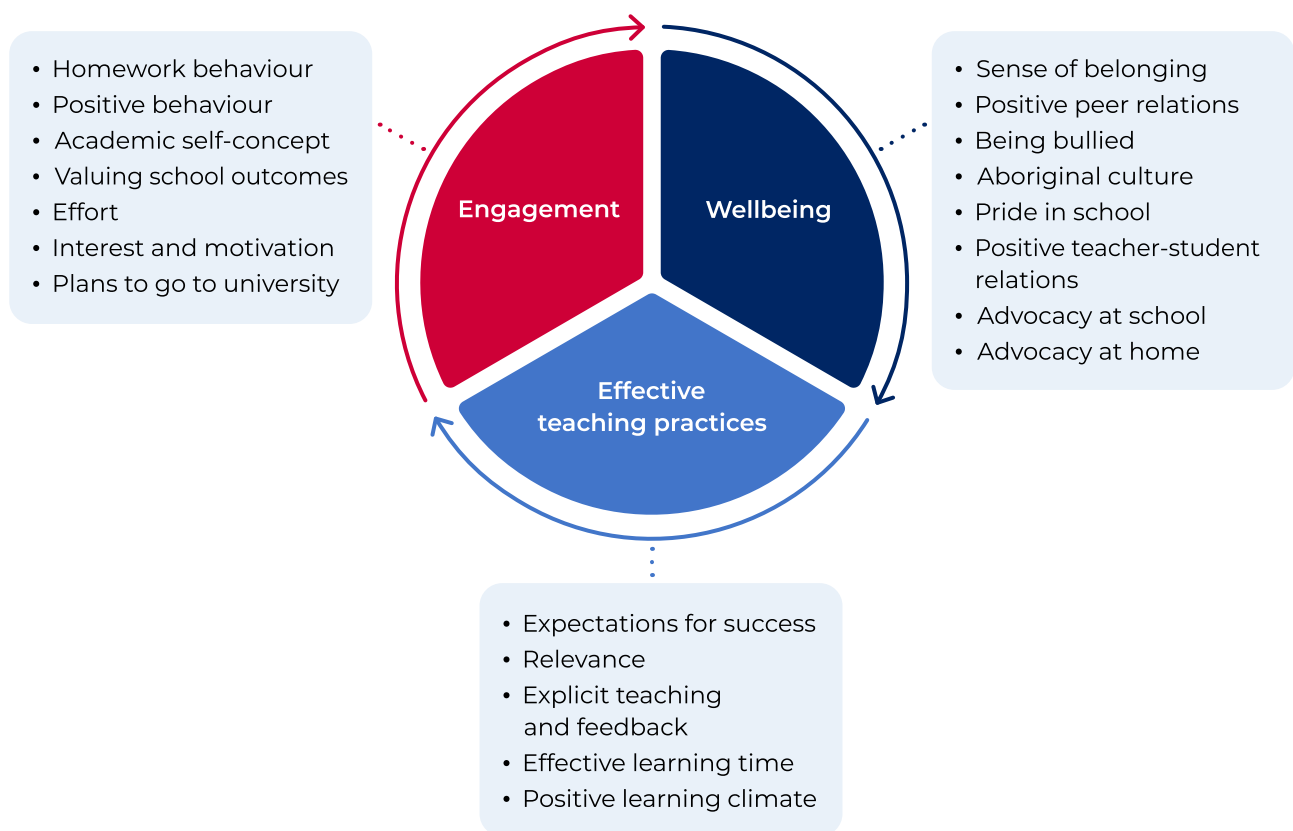 • Homework behaviour
• Positive behaviour
• Academic self-concept
• Valuing school outcomes
• Effort
• Interest and motivation
• Plans to go to university
Engagement
Wellbeing
• Sense of belonging
• Positive peer relations
• Being bullied
• Aboriginal culture
• Pride in school
• Positive teacher-student
relations
• Advocacy at school
• Advocacy at home
Effective
teaching practices
• Expectations for success
• Relevance
• Explicit teaching
and feedback
• Effective learning time
• Positive learning climate